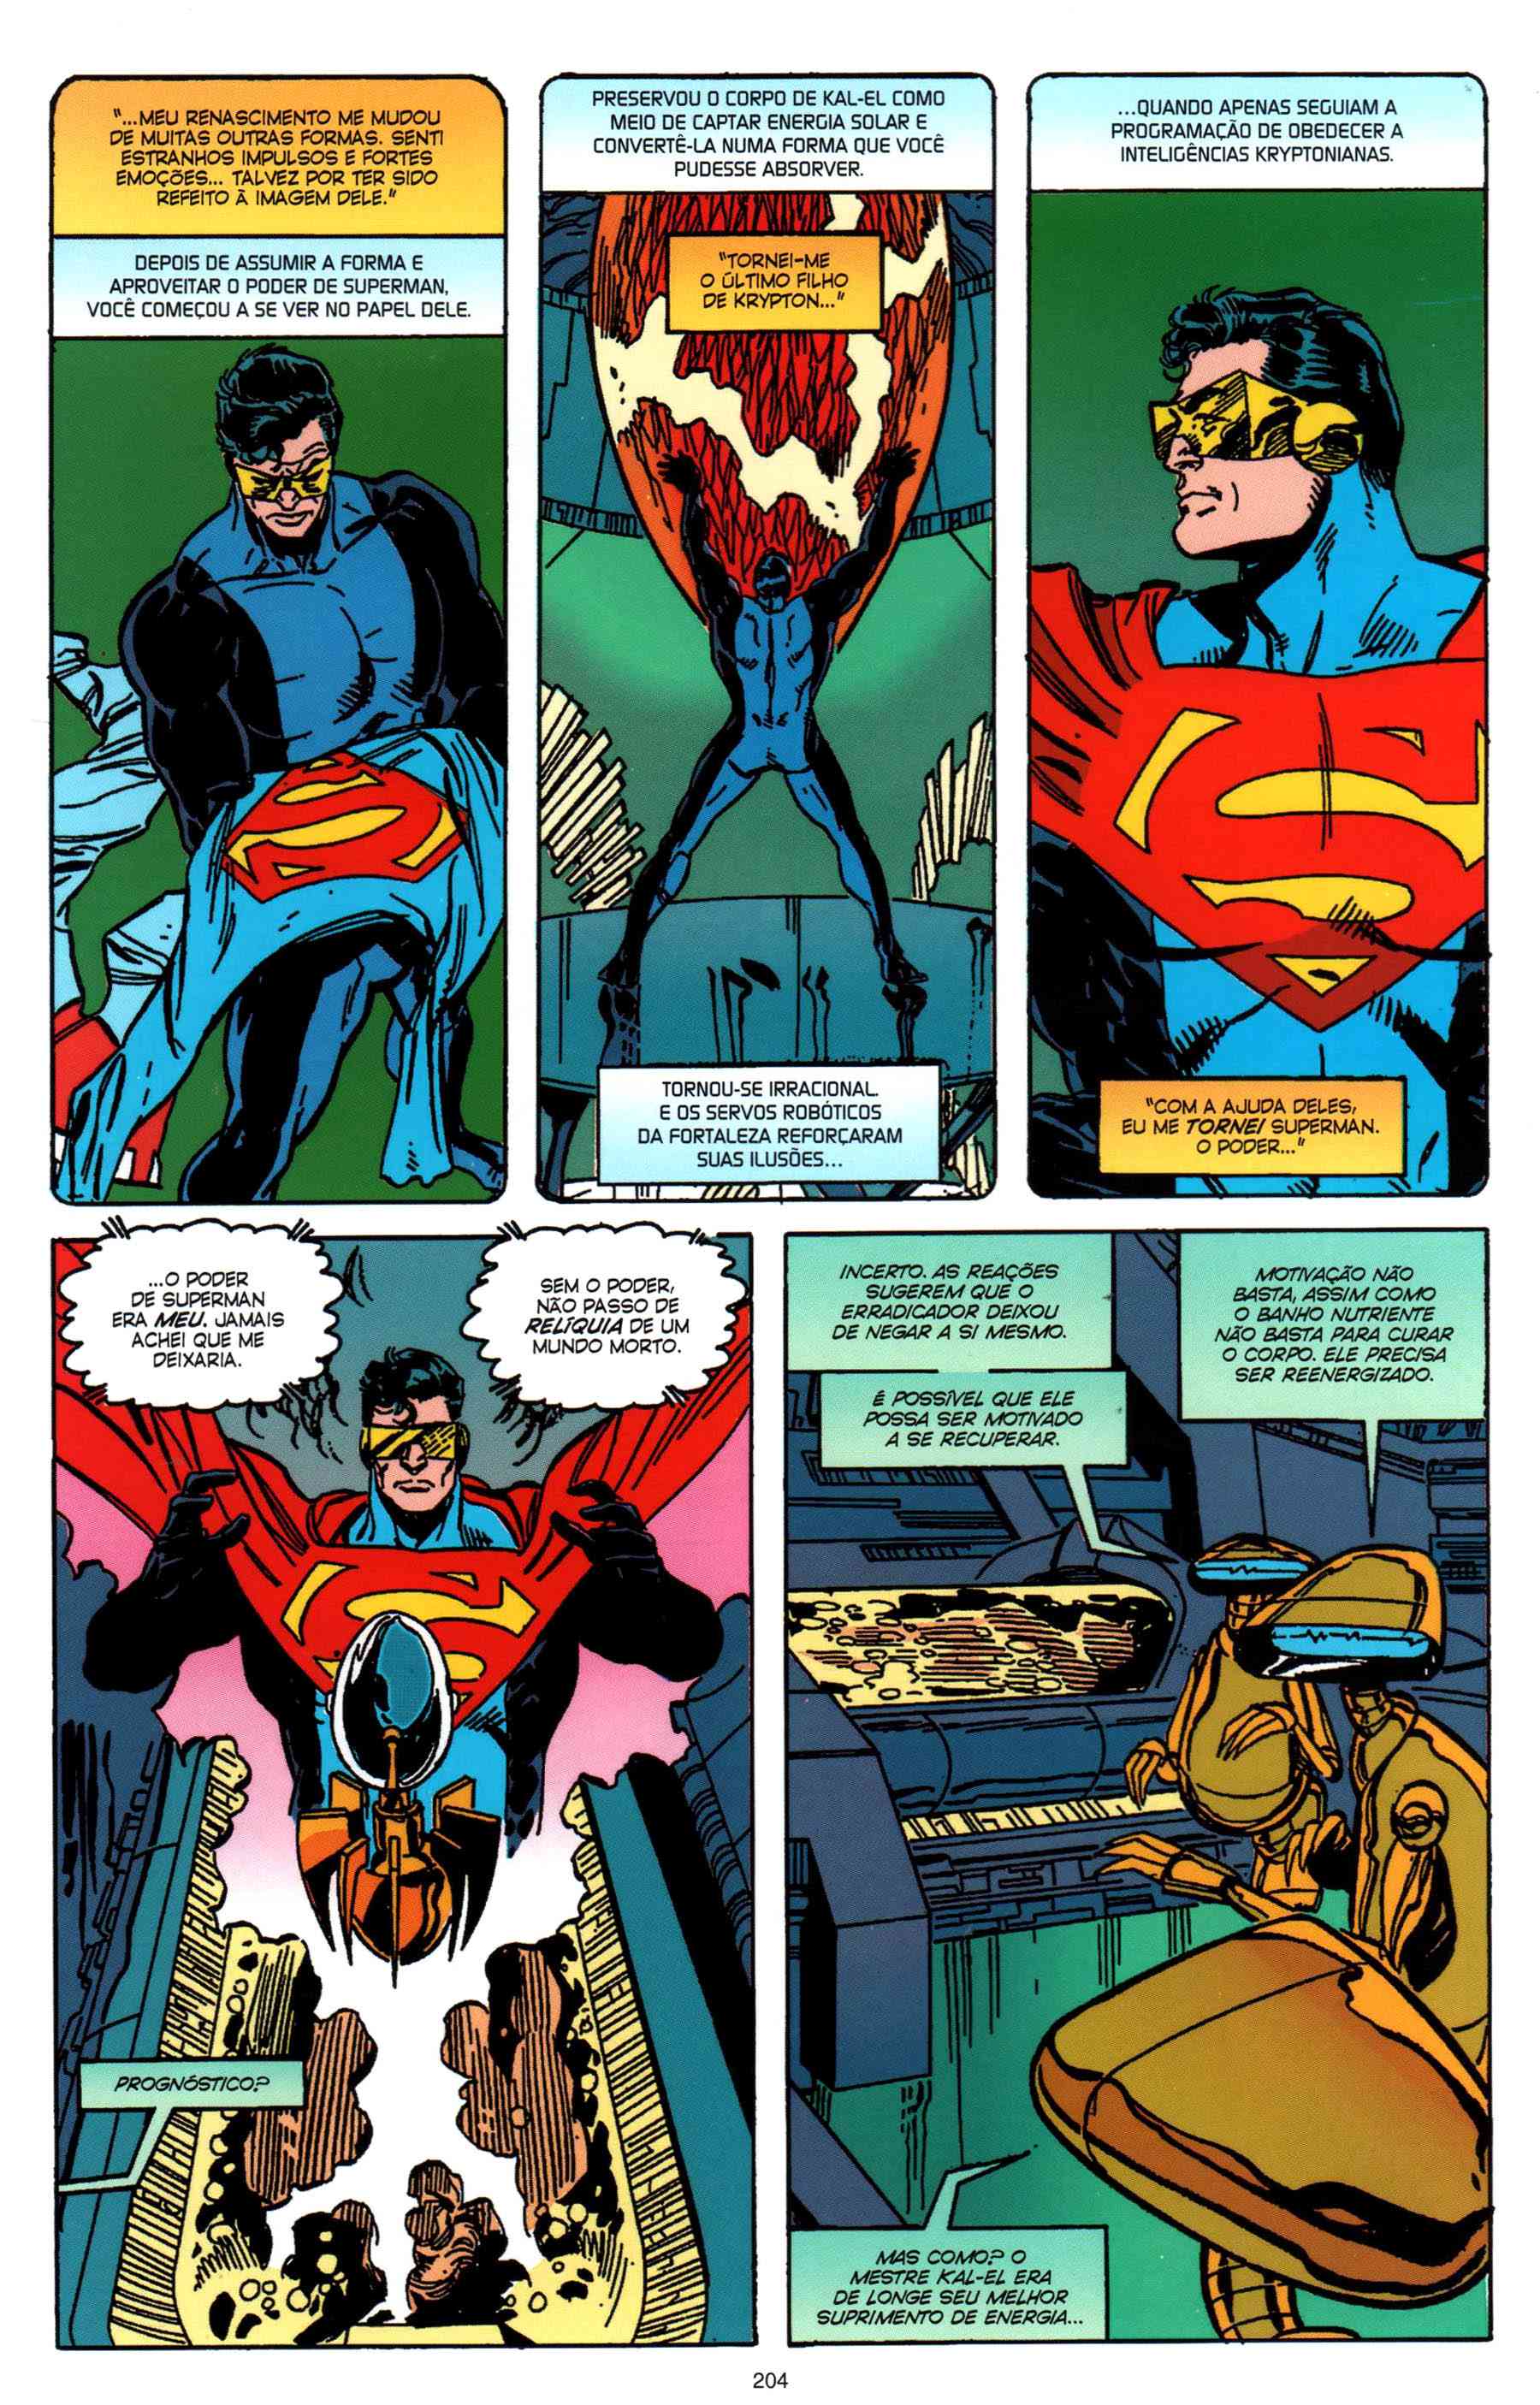 "...MEU RENASCIMENTO ME MUDOU
DE MUITAS OUTRAS FORMAS. SENTI
ESTRANHOS IMPULSOS E FORTES
EMOÇÕES... TALVEZ POR TER SIDO
REFEITO À IMAGEM DELE."
DEPOIS DE ASSUMIR A FORMA E
APROVEITAR O PODER DE SUPERMAN,
VOCÊ COMEÇOU A SE VER NO PAPEL DELE.
PRESERVOU O CORPO DE KAL-EL COMO
MEIO DE CAPTAR ENERGIA SOLAR E
CONVERTÊ-LA NUMA FORMA QUE VOCÊ
PUDESSE ABSORVER.
"TORNEI-ME
O ÚLTIMO FILHO
DE KRYPTON..."
TORNOU-SE IRRACIONAL.
E OS SERVOS ROBÓTICOS
DA FORTALEZA REFORÇARAM
SUAS ILUSÕES...
...QUANDO APENAS SEGUIAM A
PROGRAMAÇÃO DE OBEDECER A
INTELIGÊNCIAS KRYPTONIANAS.
"COM A AJUDA DELES,
EU ME TORNEI SUPERMAN.
O PODER..."
...O PODER
DE SUPERMAN
ERA MEU. JAMAIS
ACHEI QUE ME
DEIXARIA.
SEM O PODER,
NÃO PASSO DE
RELÍQUIA DE UM
MUNDO MORTO.
PROGNÓSTICO?
INCERTO. AS REAÇÕES
SUGEREM QUE O
ERRADICADOR DEIXOU
DE NEGAR A SI MESMO.
É POSSÍVEL QUE ELE
POSSA SER MOTIVADO
A SE RECUPERAR.
MOTIVAÇÃO NÃO
BASTA, ASSIM COMO
O BANHO NUTRIENTE
NÃO BASTA PARA CURAR
O CORPO. ELE PRECISA
SER REENERGIZADO.
MAS COMO? O
MESTRE KAL-EL ERA
DE LONGE SEU MELHOR
SUPRIMENTO DE ENERGIA...
204